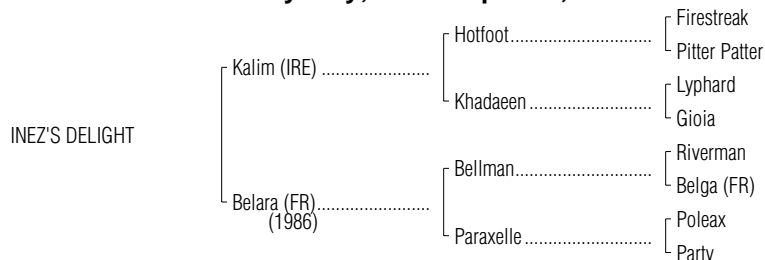 Firestreak
Hotfoot
Pitter Patter
Kalim (IRE)
Lyphard
Khadaeen
Gioia
INEZ'S DELIGHT
Riverman
Bellman
Belga (FR)
Belara (FR)
(1986)
Poleax
Paraxelle
Party